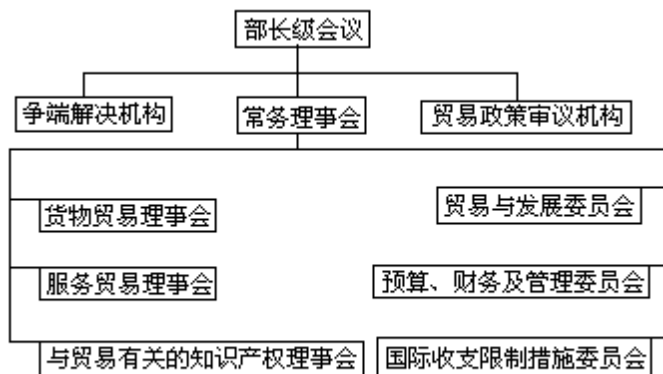 部长级会议
争端解决机构
常务理事会
贸易政策审议机构
货物贸易理事会
贸易与发展委员会
服务贸易理事会
预算、财务及管理委员会
与贸易有关的知识产权理事会
国际收支限制措施委员会